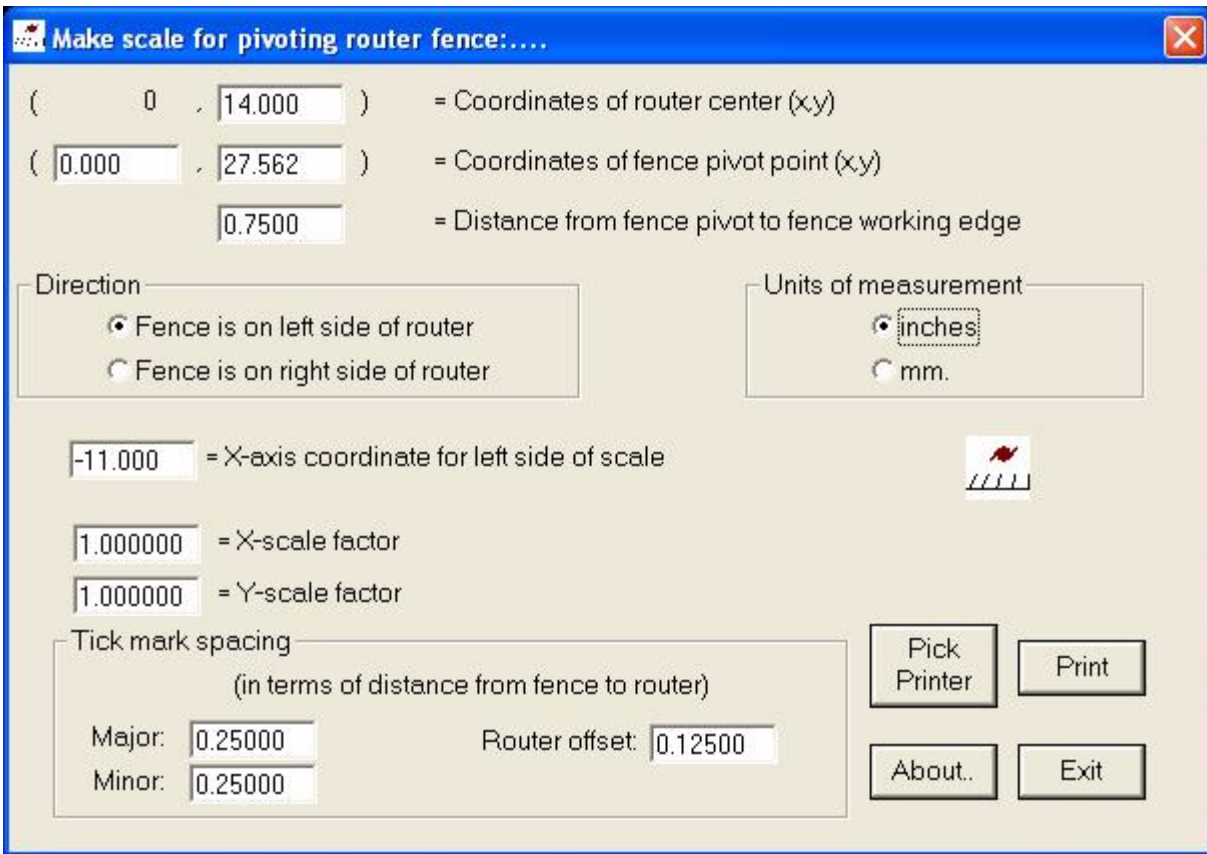 Make scale for pivoting router fence:....
( 0 , 14.000 ) = Coordinates of router center (x,y)
( 0.000 , 27.562 ) = Coordinates of fence pivot point (x,y)
0.7500 = Distance from fence pivot to fence working edge
Direction
Fence is on left side of router
Fence is on right side of router
Units of measurement
inches
mm.
-11.000 = X-axis coordinate for left side of scale
1.000000 = X-scale factor
1.000000 = Y-scale factor
Tick mark spacing
(in terms of distance from fence to router)
Major: 0.25000
Minor: 0.25000
Router offset: 0.12500
Pick
Printer
Print
About..
Exit